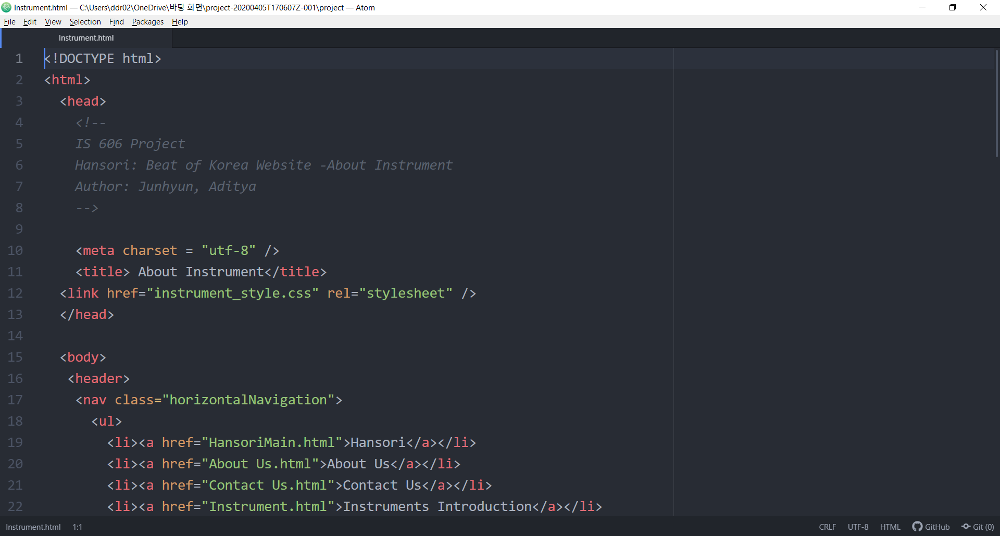 Instrument.html — C:\Users\ddr02\OneDrive\바탕 화면\project-20200405T170607Z-001\project — Atom
File Edit View Selection Find Packages Help
Instrument.html
1 <!DOCTYPE html>
2 <html>
3 <head>
4 <!--
5 IS 606 Project
6 Hansori: Beat of Korea Website -About Instrument
7 Author: Junhyun, Aditya
8 -->
9
10 <meta charset = "utf-8" />
11 <title> About Instrument</title>
12 <link href="instrument_style.css" rel="stylesheet" />
13 </head>
14
15 <body>
16 <header>
17 <nav class="horizontalNavigation">
18 <ul>
19 <li><a href="HansoriMain.html">Hansori</a></li>
20 <li><a href="About Us.html">About Us</a></li>
21 <li><a href="Contact Us.html">Contact Us</a></li>
22 <li><a href="Instrument.html">Instruments Introduction</a></li>
Instrument.html 1:1 CRLF UTF-8 HTML GitHub Git (0)